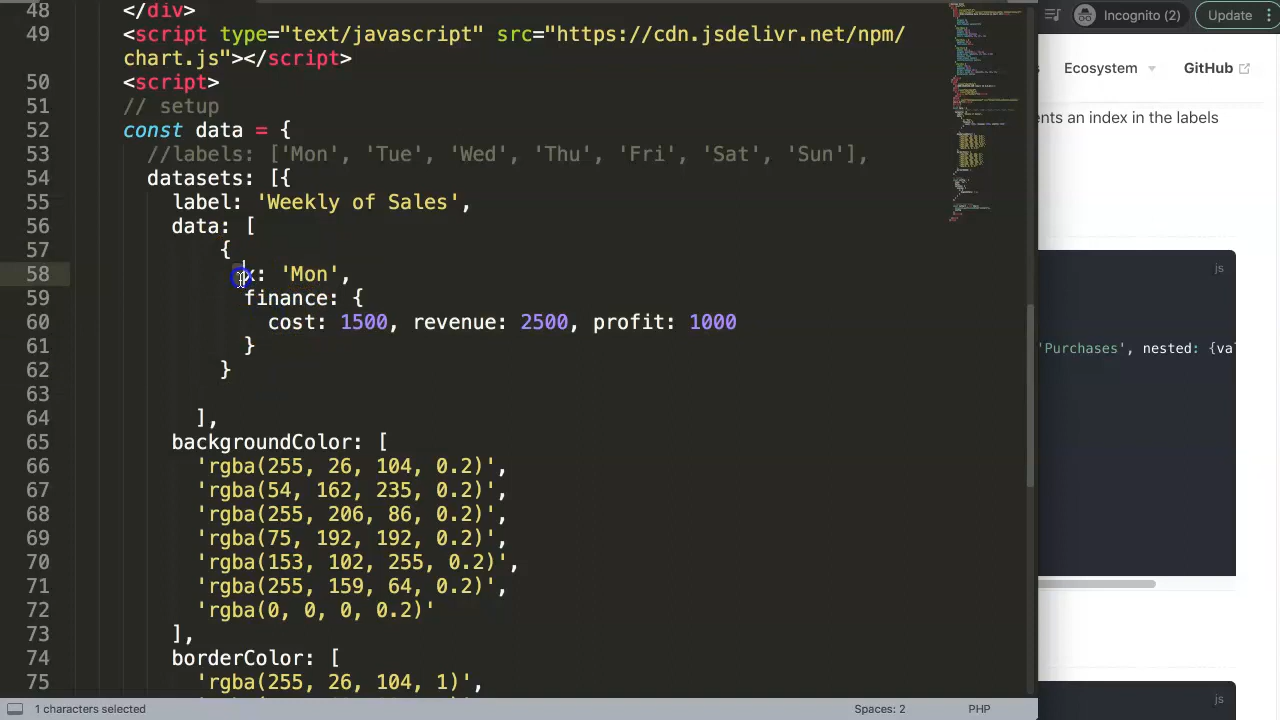 48 </div>
49 <script type="text/javascript" src="https://cdn.jsdelivr.net/npm/
chart.js"></script>
50 <script>
51 // setup
52 const data = {
53 //labels: ['Mon', 'Tue', 'Wed', 'Thu', 'Fri', 'Sat', 'Sun'],
54 datasets: [{
55 label: 'Weekly of Sales',
56 data: [
57 {
58 x: 'Mon',
59 finance: {
60 cost: 1500, revenue: 2500, profit: 1000
61 }
62 }
63
64 ],
65 backgroundColor: [
66 'rgba(255, 26, 104, 0.2)',
67 'rgba(54, 162, 235, 0.2)',
68 'rgba(255, 206, 86, 0.2)',
69 'rgba(75, 192, 192, 0.2)',
70 'rgba(153, 102, 255, 0.2)',
71 'rgba(255, 159, 64, 0.2)',
72 'rgba(0, 0, 0, 0.2)'
73 ],
74 borderColor: [
75 'rgba(255, 26, 104, 1)',
1 characters selected
Spaces: 2
PHP
Incognito (2)
Update
Ecosystem
GitHub
an index in the labels
js
'Purchases', nested: {va
js